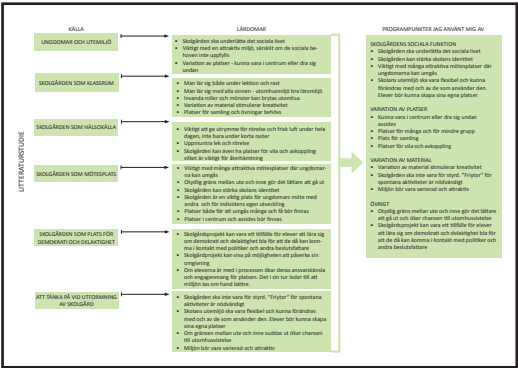 KÄLLA
LÄRDOMAR
PROGRAMPUNKTER JAG ANVÄNT MIG AV
LITTERATURSTUDIE
UNGDOMAR OCH UTEMILJÖ
• Skolgården ska underlätta det sociala livet
• Viktigt med en attraktiv miljö, särskilt om de sociala be-
hoven inte uppfylls
• Variation av platser - kunna vara i centrum eller dra sig
undan
SKOLGÅRDEN SOM KLASSRUM
• Man lär sig både under lektion och rast
• Man lär sig med alla sinnen - utomhusmiljö bra läromiljö
• Invanda roller och mönster kan brytas utomhus
• Variation av material stimulerar kreativitet
• Platser för samling och övningar behövs
SKOLGÅRDEN SOM HÄLSOKÄLLA
• Viktigt att ge utrymme för rörelse och frisk luft under hela
dagen, inte bara under korta raster
• Uppmuntra lek och rörelse
• Skolgården kan även ha platser för vila och avkoppling
vilket är viktigt för återhämtning
SKOLGÅRDEN SOM MÖTESPLATS
• Viktigt med många attraktiva mötesplatser där ungdomar-
na kan umgås
• Otydlig gräns mellan ute och inne gör det lättare att gå ut
• Skolgården kan stärka skolans identitet
• Skolgården är en viktig plats för ungdomars möte med
andra och för individens egen utveckling
• Platser både för att umgås många och få bör finnas
• Platser i centrum och avsides bör finnas
SKOLGÅRDEN SOM PLATS FÖR
DEMOKRATI OCH DELAKTIGHET
• Skolgårdsprojekt kan vara ett tillfälle för elever att lära sig
om demokrati och delaktighet bla för att de då kan kom-
ma i kontakt med politiker och andra beslutsfattare
• Skolgårdprojekt kan visa på möjligheten att påverka sin
omgivning
• Om eleverna är med i processen ökar deras ansvarskänsla
och engagemang för platsen. Det i sin tur leder till att
miljön tas om hand bättre.
ATT TÄNKA PÅ VID UTFORMNING
AV SKOLGÅRD
• Skolgården ska inte vara för styrd. "Friytor" för spontana
aktiviteter är nödvändigt
• Skolans utemiljö ska vara flexibel och kunna förändras
med och av de som använder den. Elever bör kunna skapa
sina egna platser
• Om gränsen mellan ute och inne suddas ut ökar chansen
till utomhusvistelse
• Miljön bör vara varierad och attraktiv
SKOLGÅRDENS SOCIALA FUNKTION
• Skolgården ska underlätta det sociala livet
• Skolgården kan stärka skolans identitet
• Viktigt med många attraktiva mötesplatser där
ungdomarna kan umgås
• Skolans utemiljö ska vara flexibel och kunna
förändras med och av de som använder den.
Elever bör kunna skapa sina egna platser
VARIATION AV PLATSER
• Kunna vara i centrum eller dra sig undan
avsides
• Platser för många och för mindre grupp
• Plats för samling
• Platser för vila och avkoppling
VARIATION AV MATERIAL
• Variation av material stimulerar kreativitet
• Skolgården ska inte vara för styrd. "Friytor" för
spontana aktiviteter är nödvändigt
• Miljön bör vara varierad och attraktiv
ÖVRIGT
• Otydlig gräns mellan ute och inne gör det lättare
att gå ut och ökar chansen för utomhusvistelse
• Skolgårdsprojekt kan vara ett tillfälle för elever
att lära sig om demokrati och delaktighet bla för
att de då kan komma i kontakt med politiker och
andra beslutsfattare